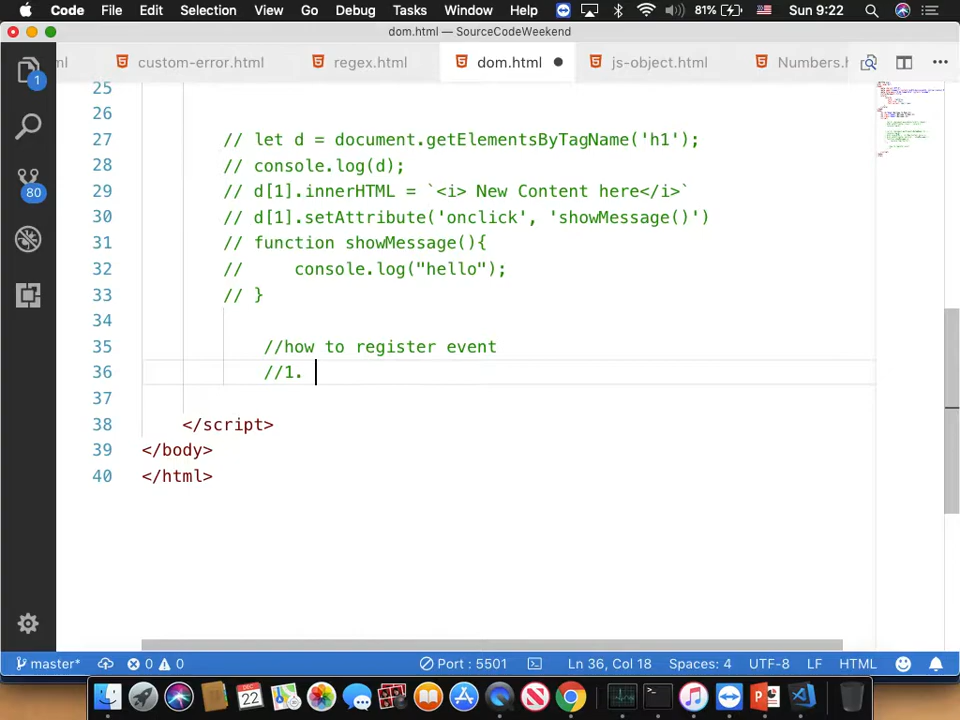 Code File Edit Selection View Go Debug Tasks Window Help 81% Sun 9:22
dom.html — SourceCodeWeekend
ml custom-error.html regex.html dom.html js-object.html Numbers.h
1
80
25
26
27 // let d = document.getElementsByTagName('h1');
28 // console.log(d);
29 // d[1].innerHTML = `<i> New Content here</i>`
30 // d[1].setAttribute('onclick', 'showMessage()')
31 // function showMessage(){
32 // console.log("hello");
33 // }
34
35 //how to register event
36 //1.
37
38 </script>
39 </body>
40 </html>
master* 0 0 Port : 5501 Ln 36, Col 18 Spaces: 4 UTF-8 LF HTML
DEC
22